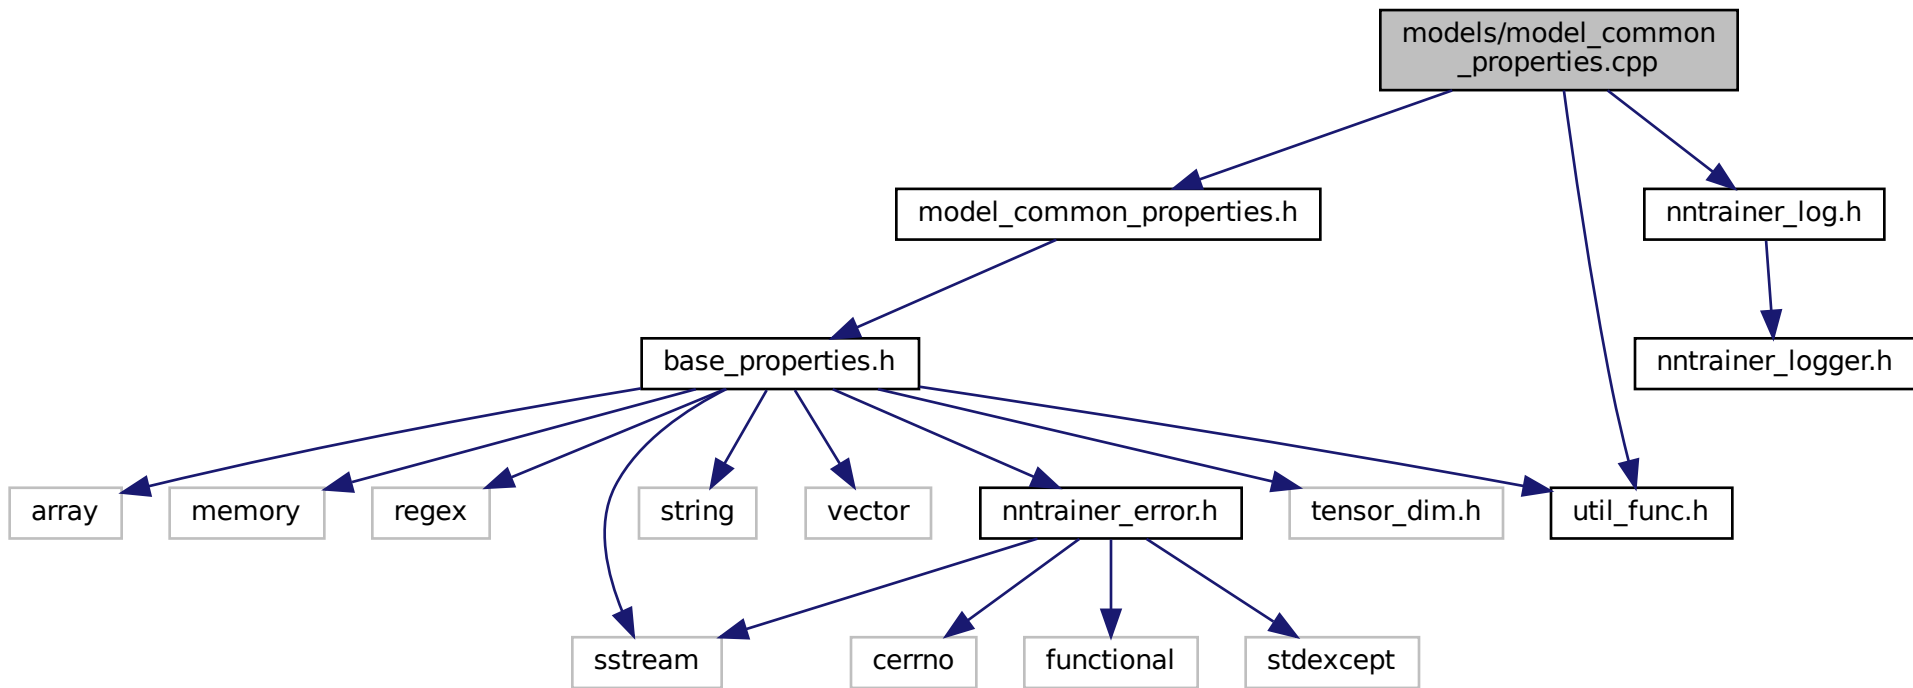 models/model_common
_properties.cpp
model_common_properties.h
nntrainer_log.h
base_properties.h
nntrainer_logger.h
array
memory
regex
string
vector
nntrainer_error.h
tensor_dim.h
util_func.h
sstream
cerrno
functional
stdexcept